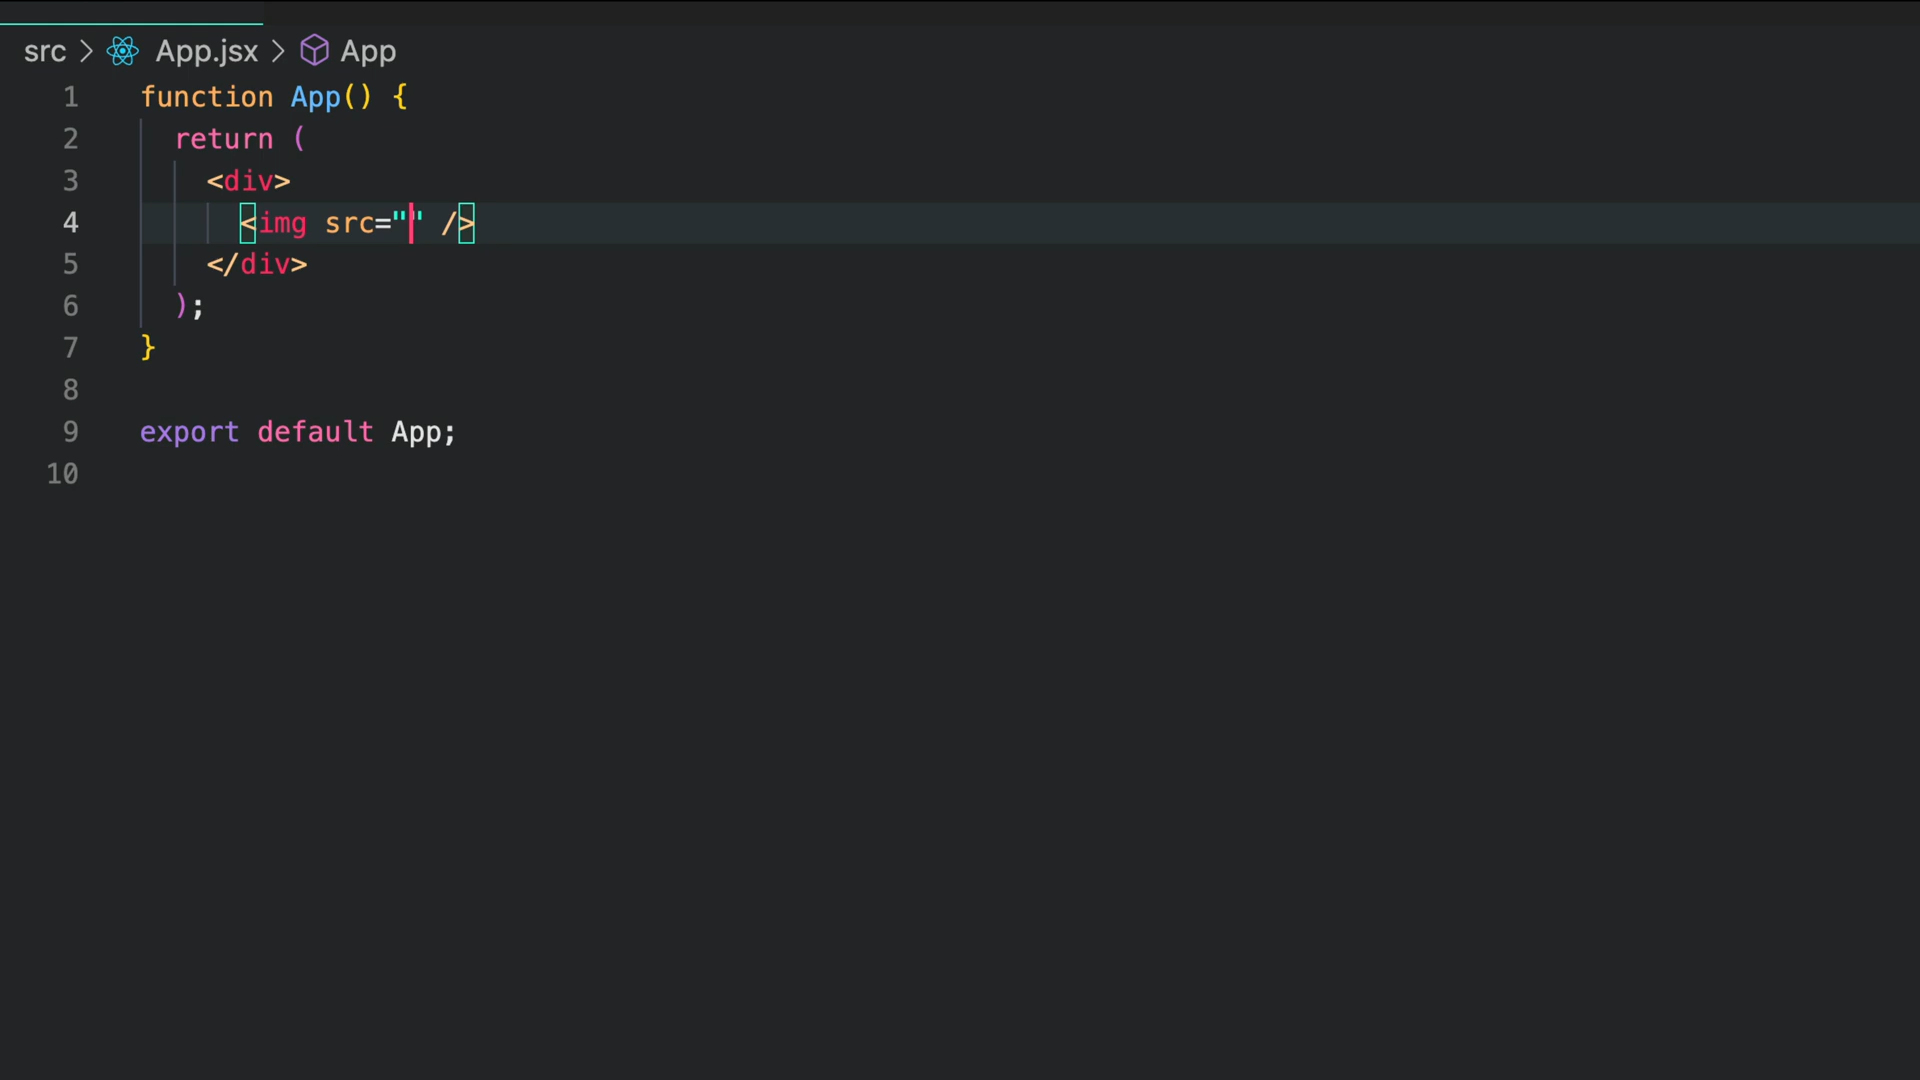 src > App.jsx > App
1 function App() {
2 return (
3 <div>
4 <img src="" />
5 </div>
6 );
7 }
8
9 export default App;
10